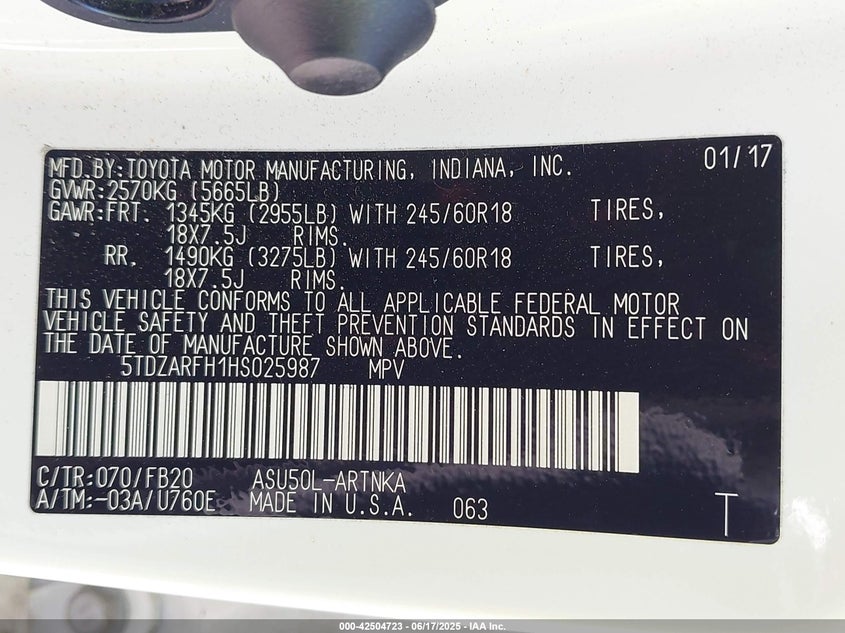 01/17
MFD.BY:TOYOTA MOTOR MANUFACTURING, INDIANA, INC.
GVWR:2570KG (5665LB)
GAWR:FRT. 1345KG (2955LB) WITH 245/60R18 TIRES,
18X7.5J RIMS.
RR. 1490KG (3275LB) WITH 245/60R18 TIRES,
18X7.5J RIMS.
THIS VEHICLE CONFORMS TO ALL APPLICABLE FEDERAL MOTOR
VEHICLE SAFETY AND THEFT PREVENTION STANDARDS IN EFFECT ON
THE DATE OF MANUFACTURE SHOWN ABOVE.
5TDZARFH1HS025987 MPV
C/TR:070/FB20 ASU50L-ARTNKA
A/TM:-03A/U760E MADE IN U.S.A. 063
T
000-42504723 - 06/17/2025 - IAA Inc.